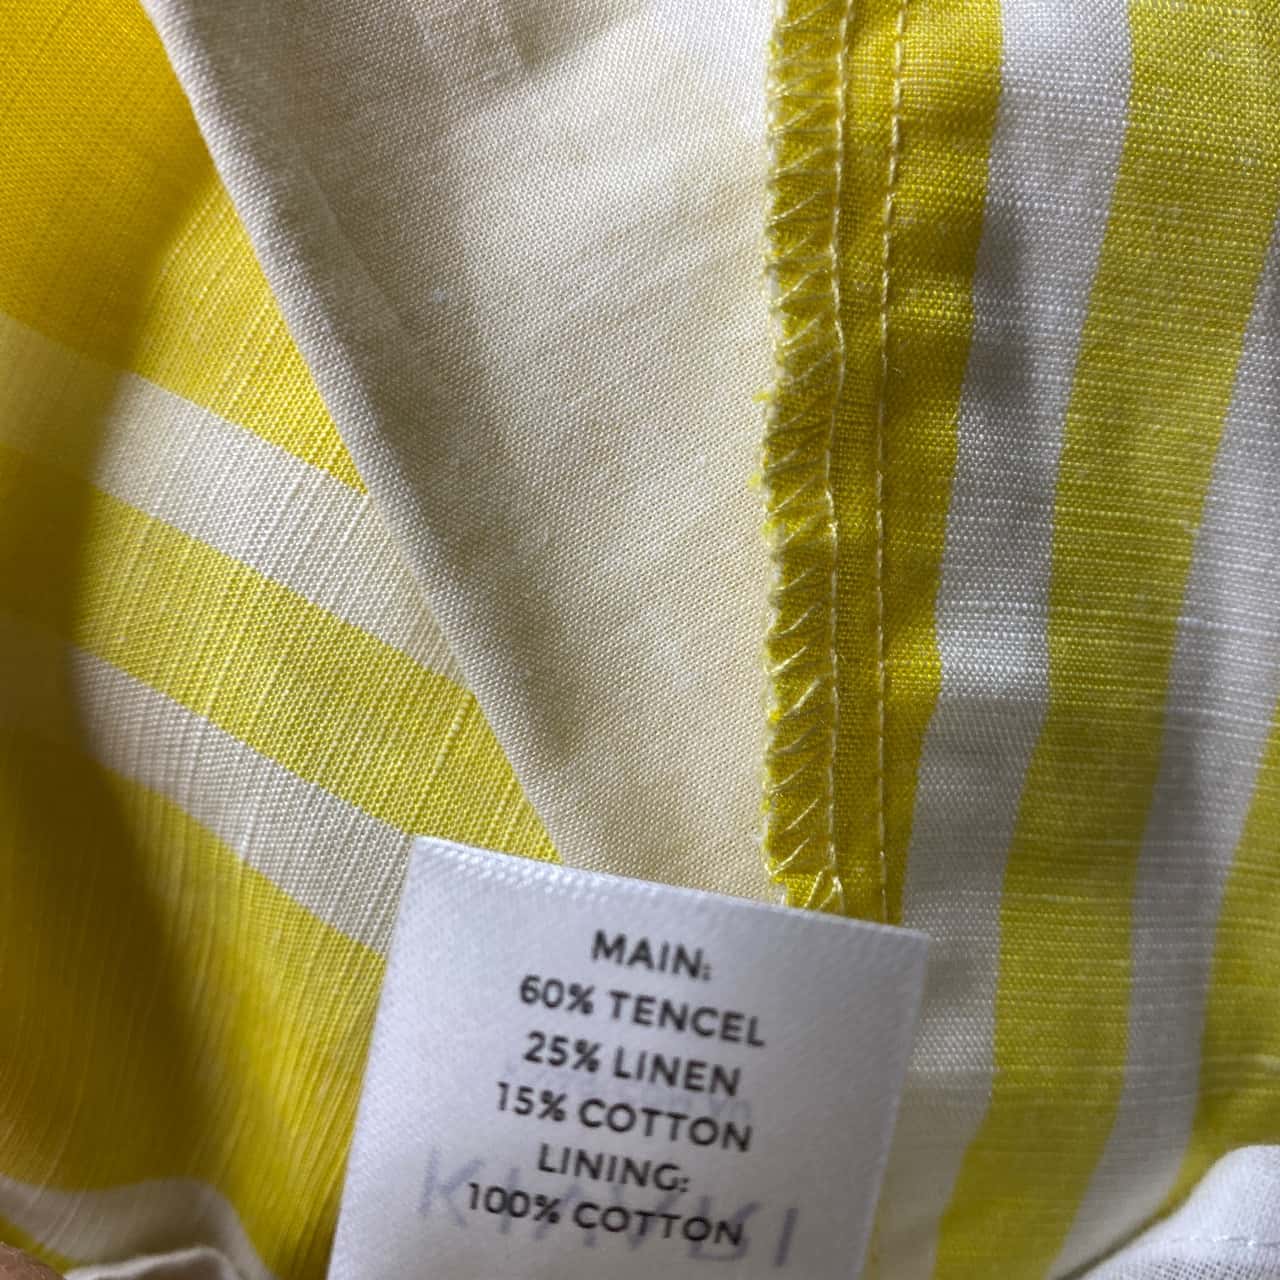 MAIN:
60% TENCEL
25% LINEN
15% COTTON
LINING:
100% COTTON